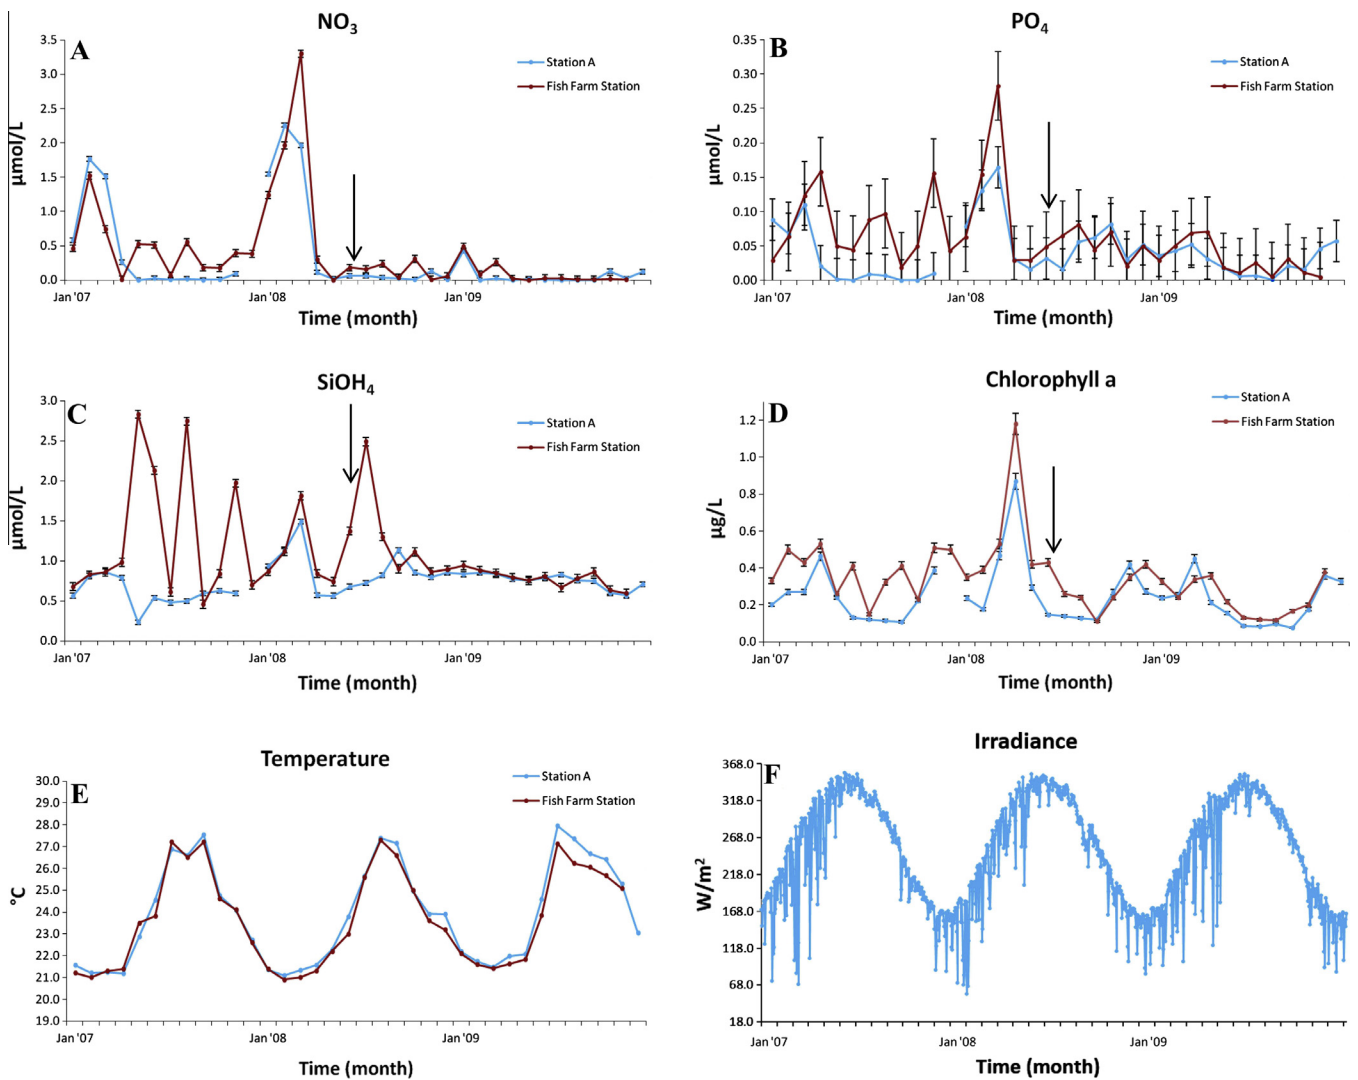 NO3
A
3.5
3.0
2.5
2.0
1.5
1.0
0.5
0.0
µmol/L
Station A
Fish Farm Station
Jan '07
Jan '08
Jan '09
Time (month)
PO4
B
0.35
0.30
0.25
0.20
0.15
0.10
0.05
0.00
µmol/L
Station A
Fish Farm Station
Jan '07
Jan '08
Jan '09
Time (month)
SiOH4
C
3.0
2.5
2.0
1.5
1.0
0.5
0.0
µmol/L
Station A
Fish Farm Station
Jan '07
Jan '08
Jan '09
Time (month)
Chlorophyll a
D
1.2
1.0
0.8
0.6
0.4
0.2
0.0
µg/L
Station A
Fish Farm Station
Jan '07
Jan '08
Jan '09
Time (month)
Temperature
E
30.0
29.0
28.0
27.0
26.0
25.0
24.0
23.0
22.0
21.0
20.0
19.0
°C
Station A
Fish Farm Station
Jan '07
Jan '08
Jan '09
Time (month)
Irradiance
F
368.0
318.0
268.0
218.0
168.0
118.0
68.0
18.0
W/m²
Jan '07
Jan '08
Jan '09
Time (month)